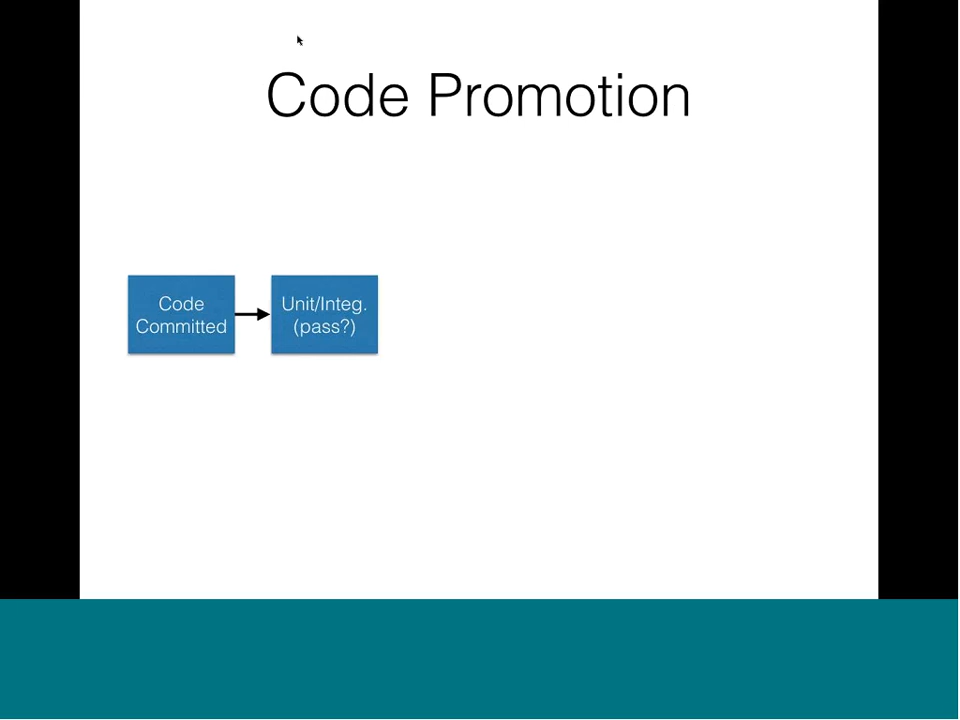 Code Promotion
Code
Committed
Unit/Integ.
(pass?)